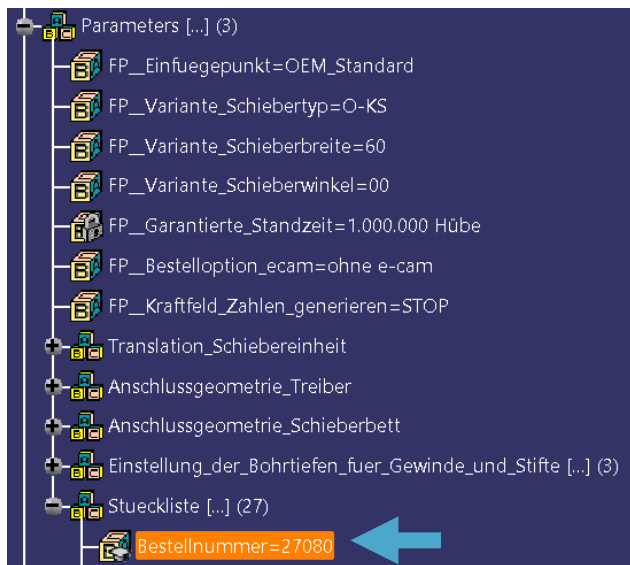 Parameters [...] (3)
FP__Einfuegepunkt=OEM_Standard
FP__Variante_Schiebertyp=O-KS
FP__Variante_Schieberbreite=60
FP__Variante_Schieberwinkel=00
FP__Garantierte_Standzeit=1.000.000 Hübe
FP__Bestelloption_ecam=ohne e-cam
FP__Kraftfeld_Zahlen_generieren=STOP
Translation_Schiebereinheit
Anschlussgeometrie_Treiber
Anschlussgeometrie_Schieberbett
Einstellung_der_Bohrtiefen_fuer_Gewinde_und_Stifte [...] (3)
Stueckliste [...] (27)
Bestellnummer=27080